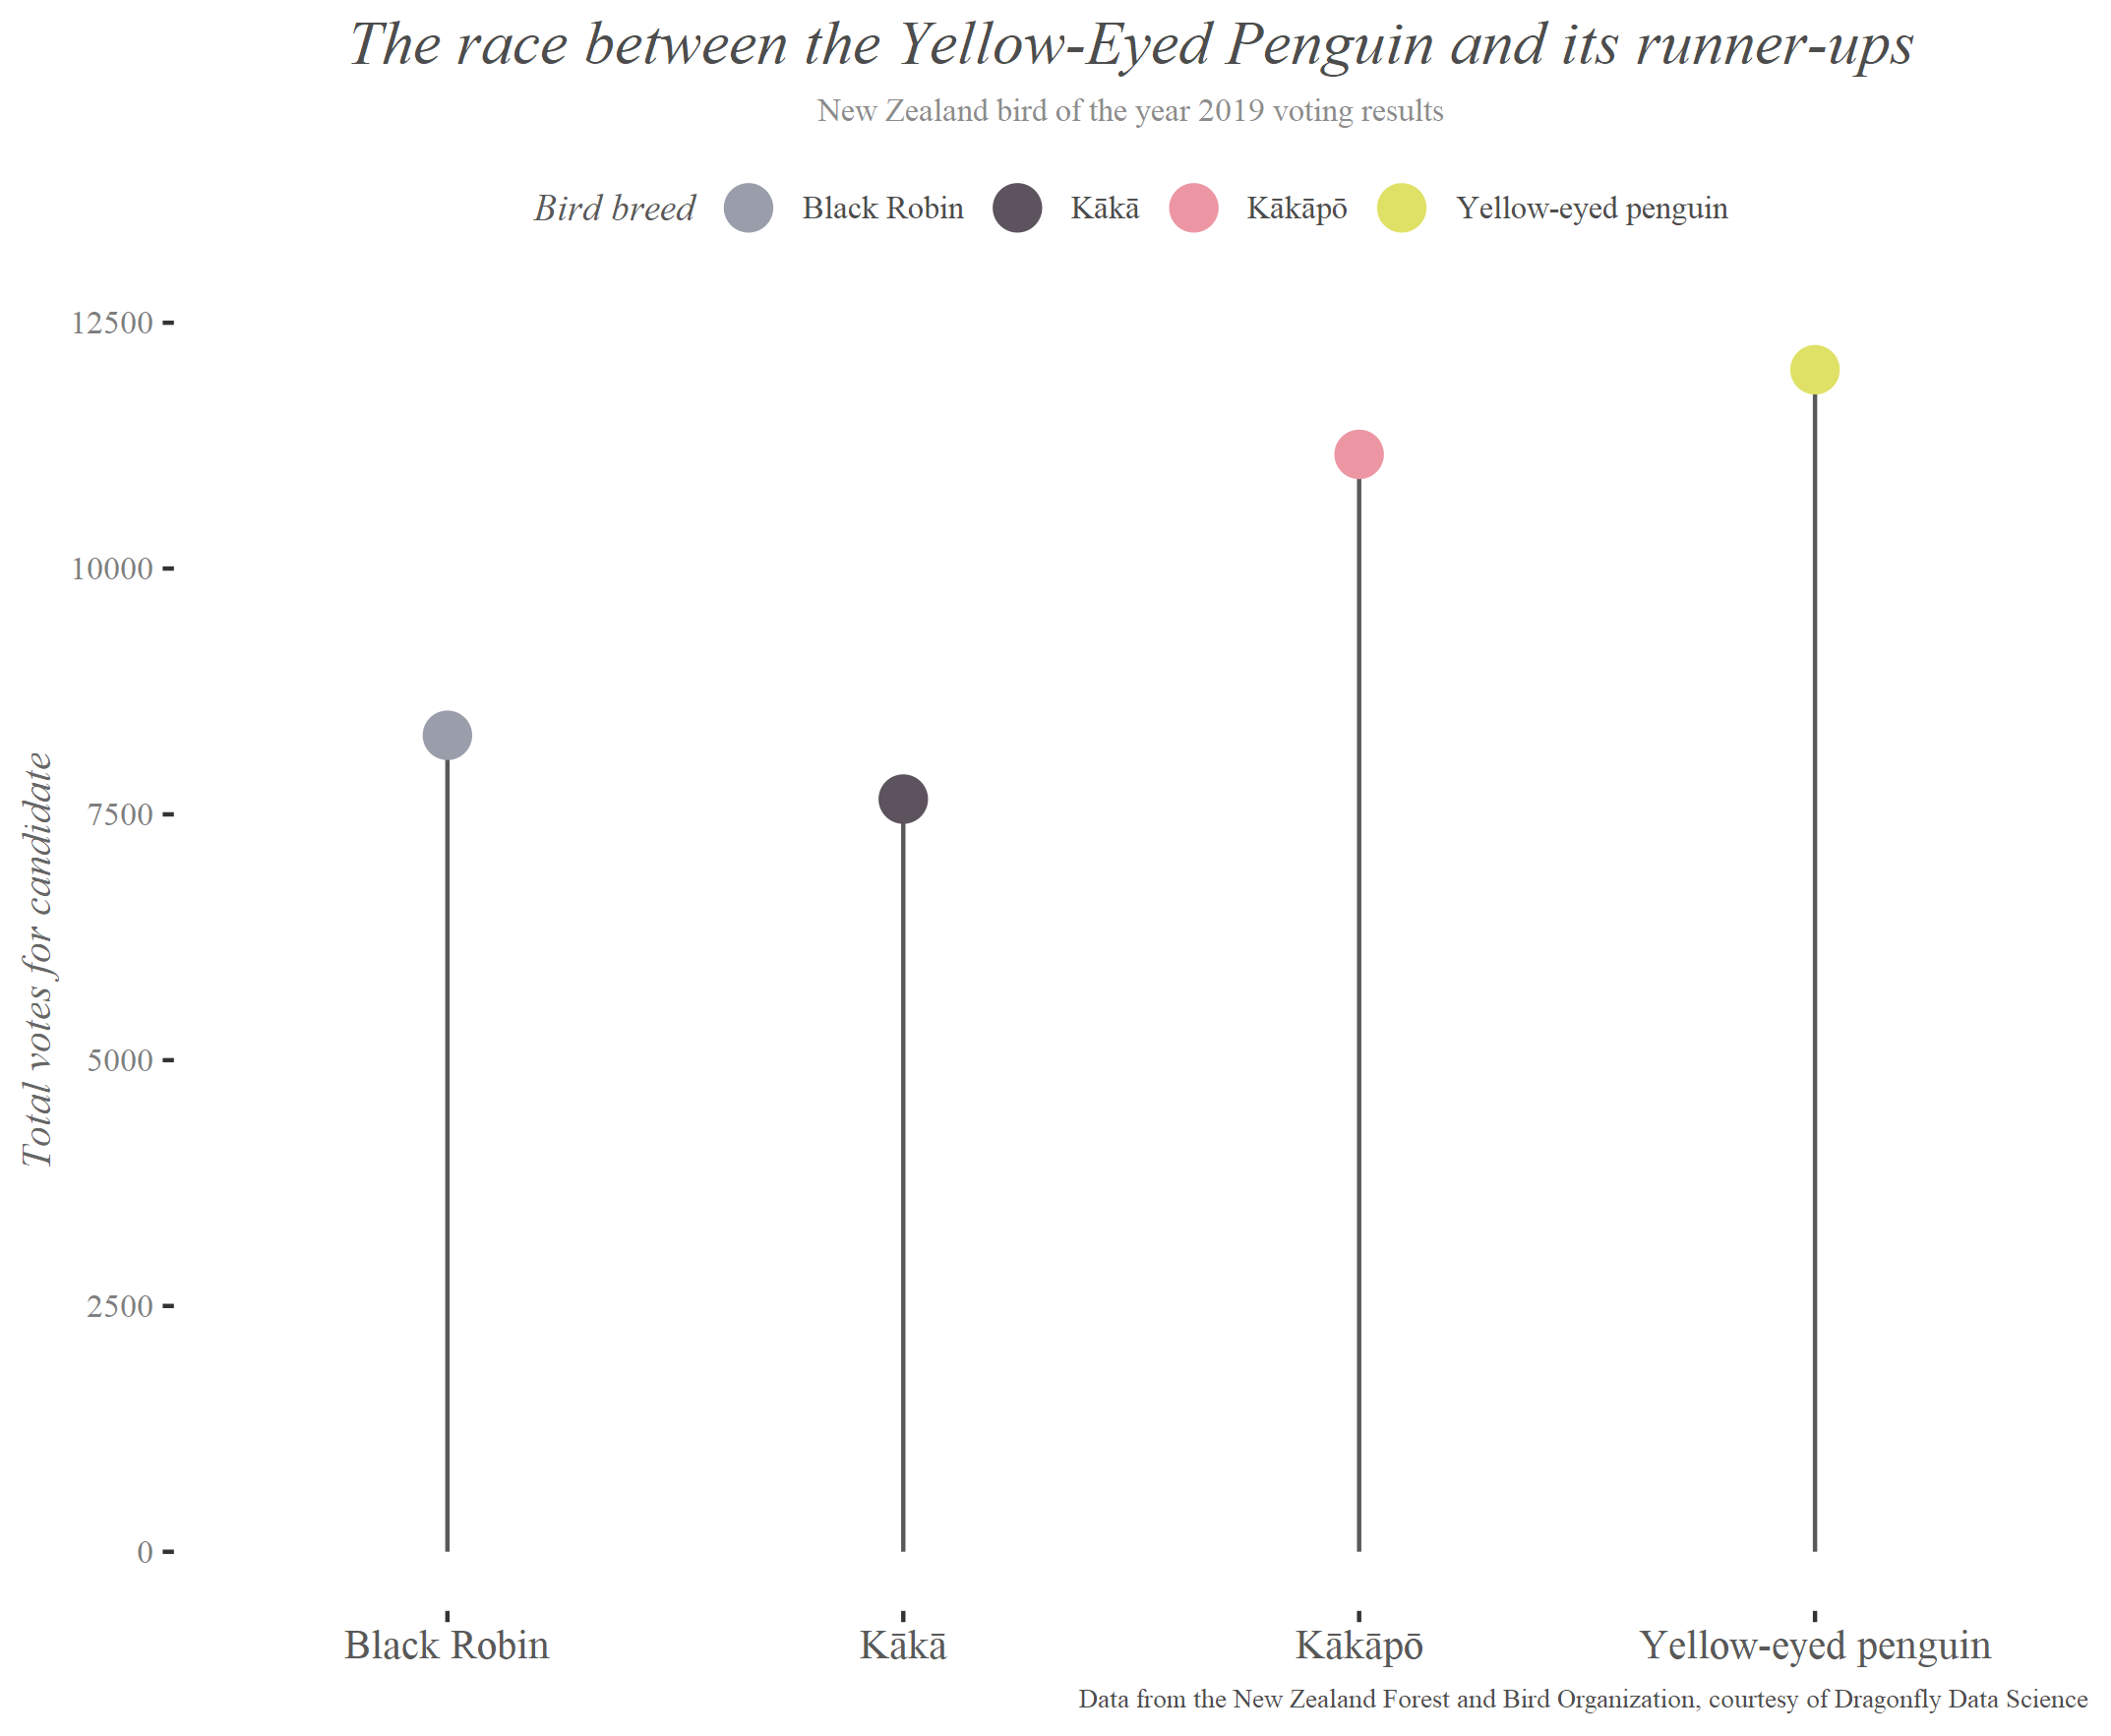 The race between the Yellow-Eyed Penguin and its runner-ups
New Zealand bird of the year 2019 voting results
Bird breed Black Robin Kākā Kākāpō Yellow-eyed penguin
Total votes for candidate
12500
10000
7500
5000
2500
0
Black Robin Kākā Kākāpō Yellow-eyed penguin
Data from the New Zealand Forest and Bird Organization, courtesy of Dragonfly Data Science